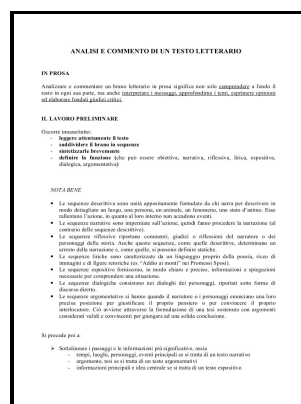 ANALISI E COMMENTO DI UN TESTO LETTERARIO
IN PROSA
Analizzare e commentare un brano letterario in prosa significa non solo comprendere a fondo il
testo in ogni sua parte, ma anche interpretare i messaggi, approfondirne i temi, esprimere opinioni
ed elaborare fondati giudizi critici.
IL LAVORO PRELIMINARE
Occorre innanzitutto:
- leggere attentamente il testo
- suddividere il brano in sequenze
- sintetizzarle brevemente
- definire la funzione (che può essere obiettiva, narrativa, riflessiva, lirica, espositiva,
dialogica, argomentativa)
NOTA BENE
• Le sequenze descrittive sono unità appositamente formulate da chi narra per descrivere in
modo dettagliato un luogo, una persona, un animale, un fenomeno, uno stato d'animo. Esse
rallentano l'azione, in quanto al loro interno non accadono eventi.
• Le sequenze narrative sono imperniate sull'azione, quindi fanno procedere la narrazione (al
contrario delle sequenze descrittive).
• Le sequenze riflessive riportano commenti, giudizi o riflessioni del narratore o dei
personaggi della storia. Anche queste sequenze, come quelle descrittive, determinano un
arresto della narrazione e, come quelle, si possono definire statiche.
• Le sequenze liriche sono caratterizzate da un linguaggio proprio della poesia, ricco di
immagini e di figure retoriche (es. "Addio ai monti" nei Promessi Sposi).
• Le sequenze espositive forniscono, in modo chiaro e preciso, informazioni e spiegazioni
necessarie per comprendere una situazione.
• Le sequenze dialogiche consistono nei dialoghi dei personaggi, riportati sotto forma di
discorso diretto.
• Le sequenze argomentative si hanno quando il narratore o i personaggi enunciano una loro
precisa posizione per giustificare il proprio pensiero o per convincere il proprio
interlocutore. Ciò avviene attraverso la formulazione di una tesi sostenuta con argomenti
considerati validi e convincenti per giungere ad una solida conclusione.
Si procede poi a:
➢ Sottolineare i passaggi e le informazioni più significative, ossia
- tempi, luoghi, personaggi, eventi principali se si tratta di un testo narrativo
- argomento, tesi se si tratta di un testo argomentativo
- informazioni principali e idea centrale se si tratta di un testo espositivo